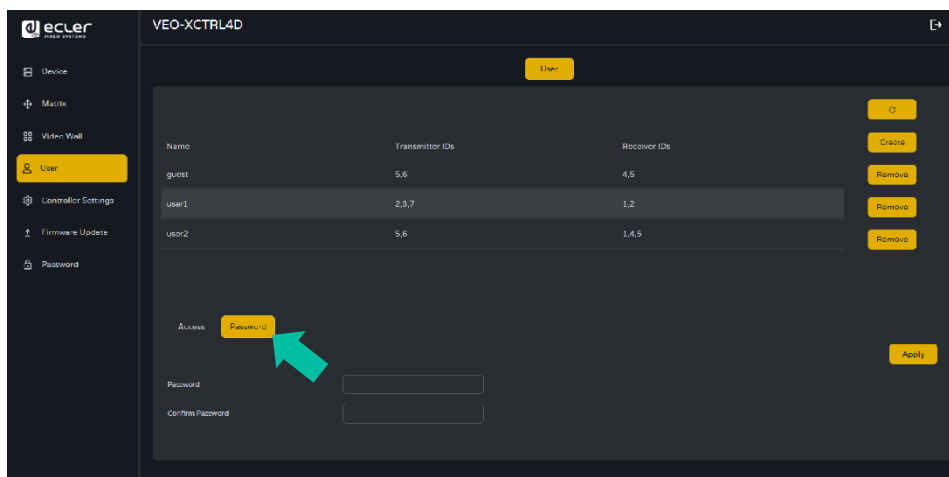 ecler
VIDEO SYSTEMS
VEO-XCTRL4D
Device
Matrix
Video Wall
User
Controller Settings
Firmware Update
Password
User
Create
Name Transmitter IDs Receiver IDs
guest 5,6 4,5 Remove
user1 2,3,7 1,2 Remove
user2 5,6 1,4,5 Remove
Access Password
Apply
Password
Confirm Password